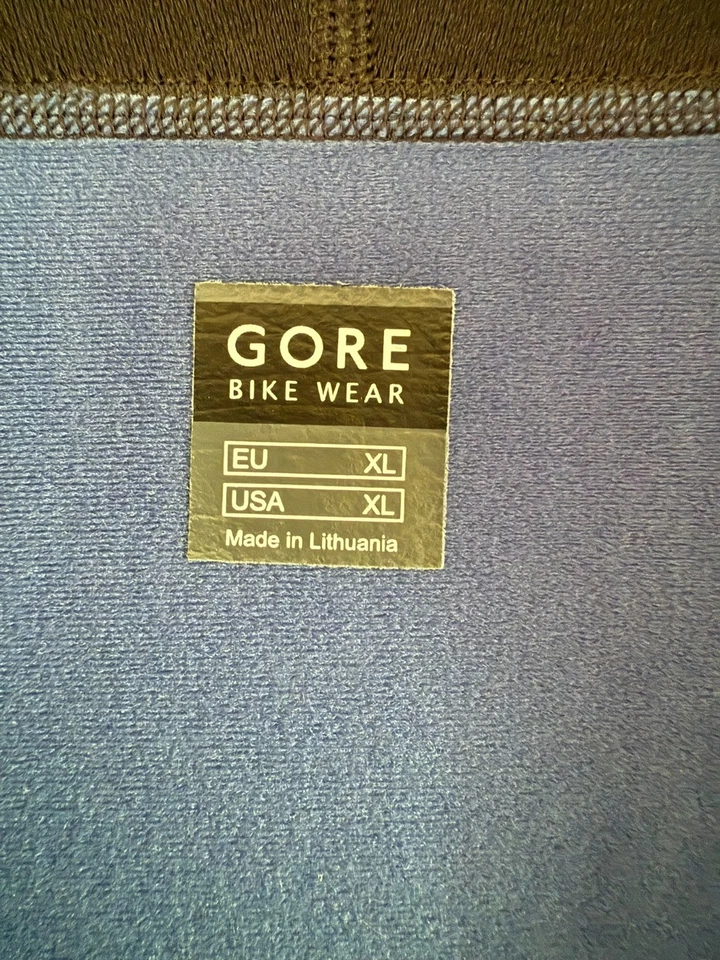 GORE
BIKE WEAR
EU XL
USA XL
Made in Lithuania